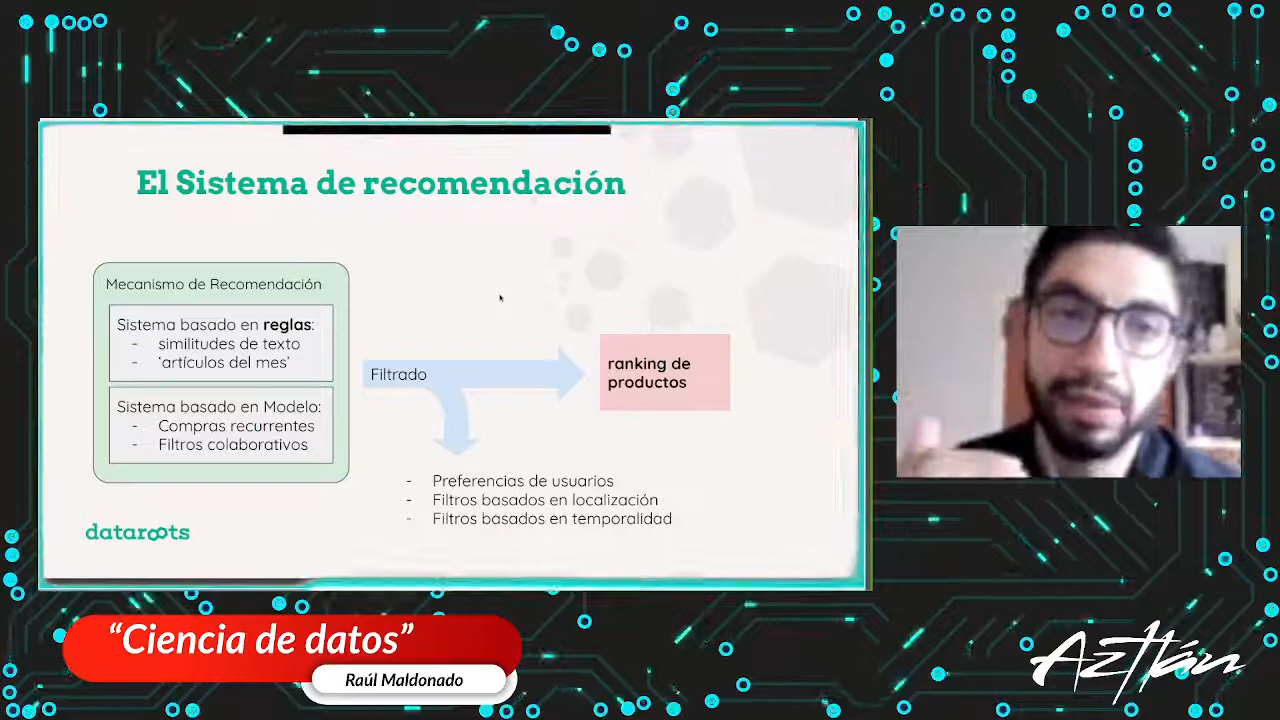 El Sistema de recomendación
Mecanismo de Recomendación
Sistema basado en reglas:
- similitudes de texto
- ‘artículos del mes’
Sistema basado en Modelo:
- Compras recurrentes
- Filtros colaborativos
Filtrado
ranking de
productos
- Preferencias de usuarios
- Filtros basados en localización
- Filtros basados en temporalidad
dataroots
“Ciencia de datos”
Raúl Maldonado
Aztlán